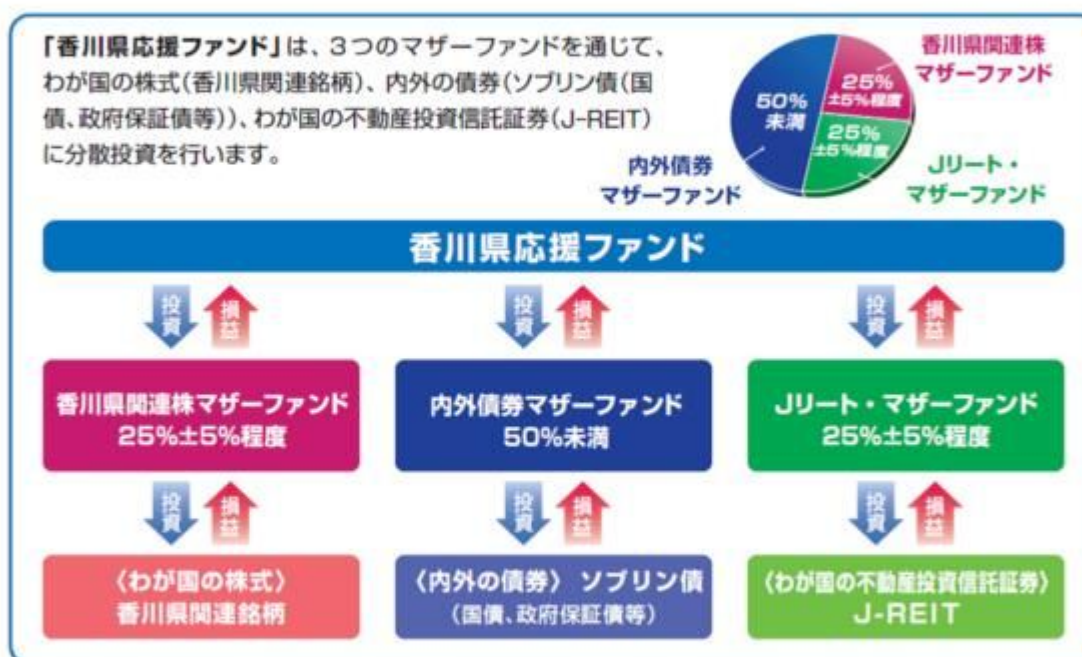 「香川県応援ファンド」は、3つのマザーファンドを通じて、
わが国の株式(香川県関連銘柄)、内外の債券(ソブリン債(国
債、政府保証債等))、わが国の不動産投資信託証券(J-REIT)
に分散投資を行います。
香川県関連株
マザーファンド
25%
±5%程度
50%
未満
25%
±5%程度
内外債券
マザーファンド
Jリート・
マザーファンド
香川県応援ファンド
投資 損益 投資 損益 投資 損益
香川県関連株マザーファンド
25%±5%程度
内外債券マザーファンド
50%未満
Jリート・マザーファンド
25%±5%程度
投資 損益 投資 損益 投資 損益
〈わが国の株式〉
香川県関連銘柄
〈内外の債券〉 ソブリン債
(国債、政府保証債等)
〈わが国の不動産投資信託証券〉
J-REIT